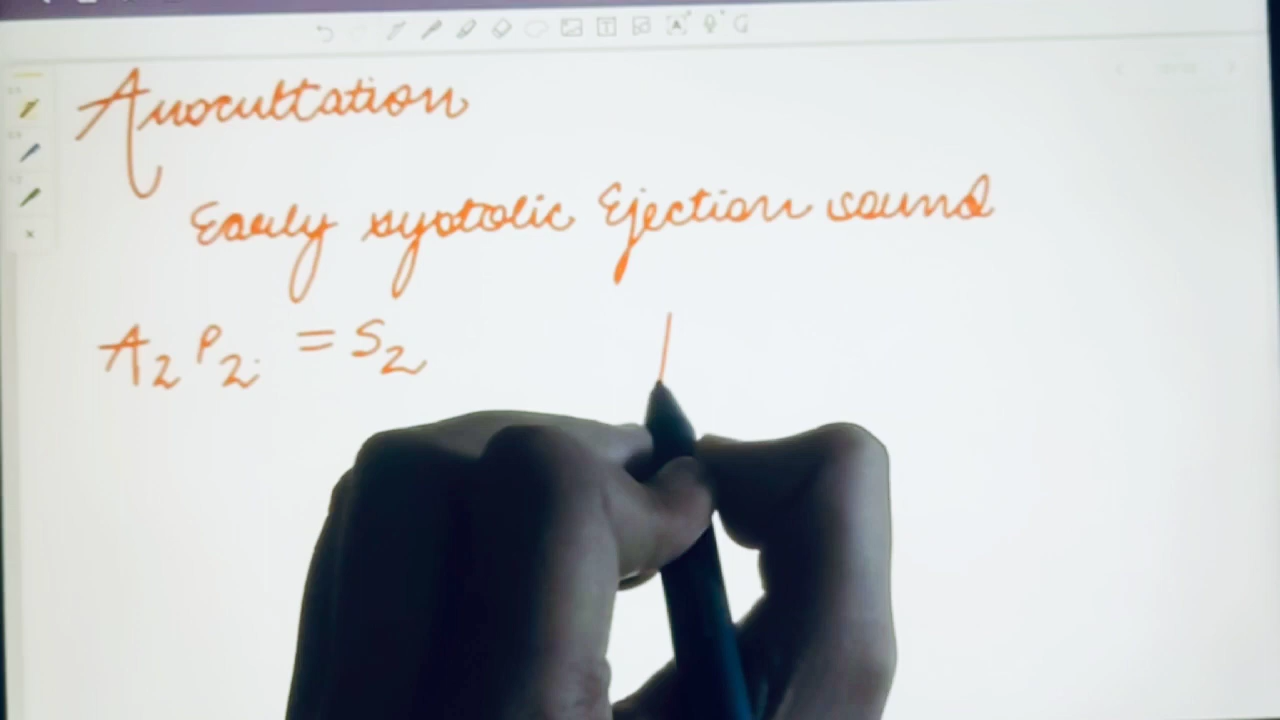 Auscultation
Early systolic Ejection sound
A2 P2 = S2